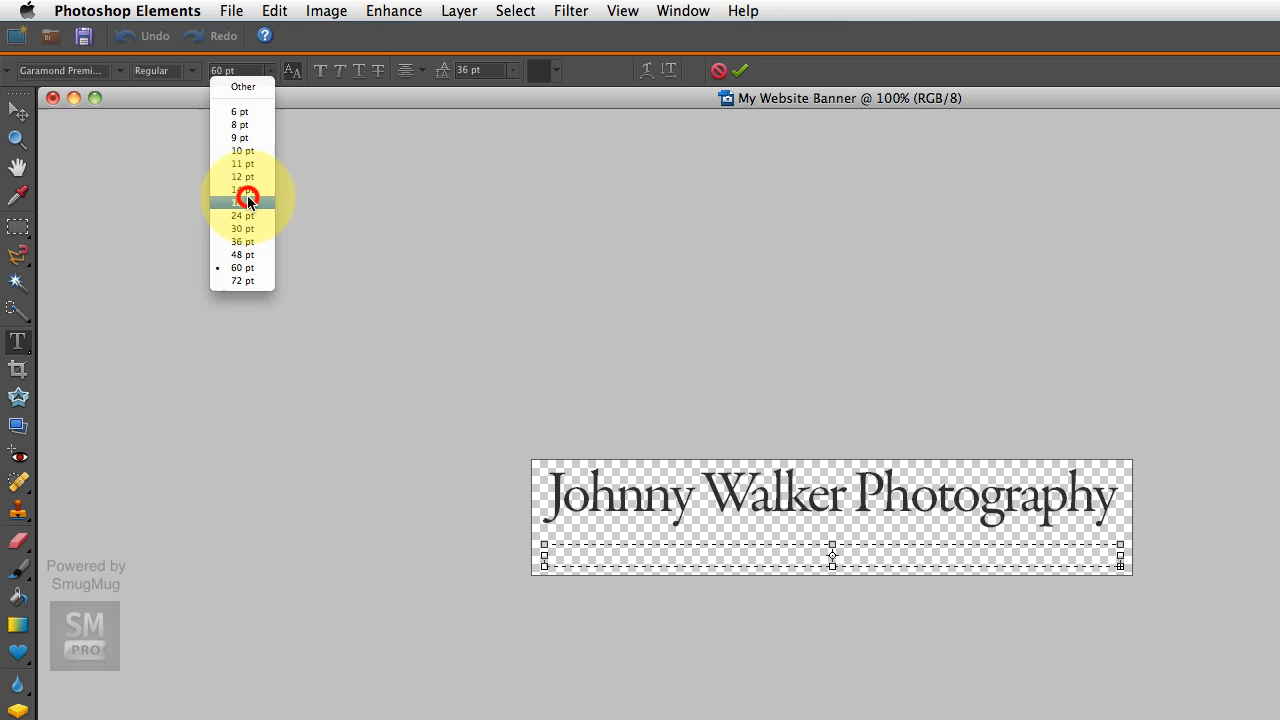 Photoshop Elements File Edit Image Enhance Layer Select Filter View Window Help
Br Undo Redo ?
Garamond Premi... Regular 60 pt AA T T T T 36 pt T
My Website Banner @ 100% (RGB/8)
Other
6 pt
8 pt
9 pt
10 pt
11 pt
12 pt
24 pt
30 pt
36 pt
48 pt
60 pt
72 pt
T
Johnny Walker Photography
Powered by
SmugMug
SM
PRO